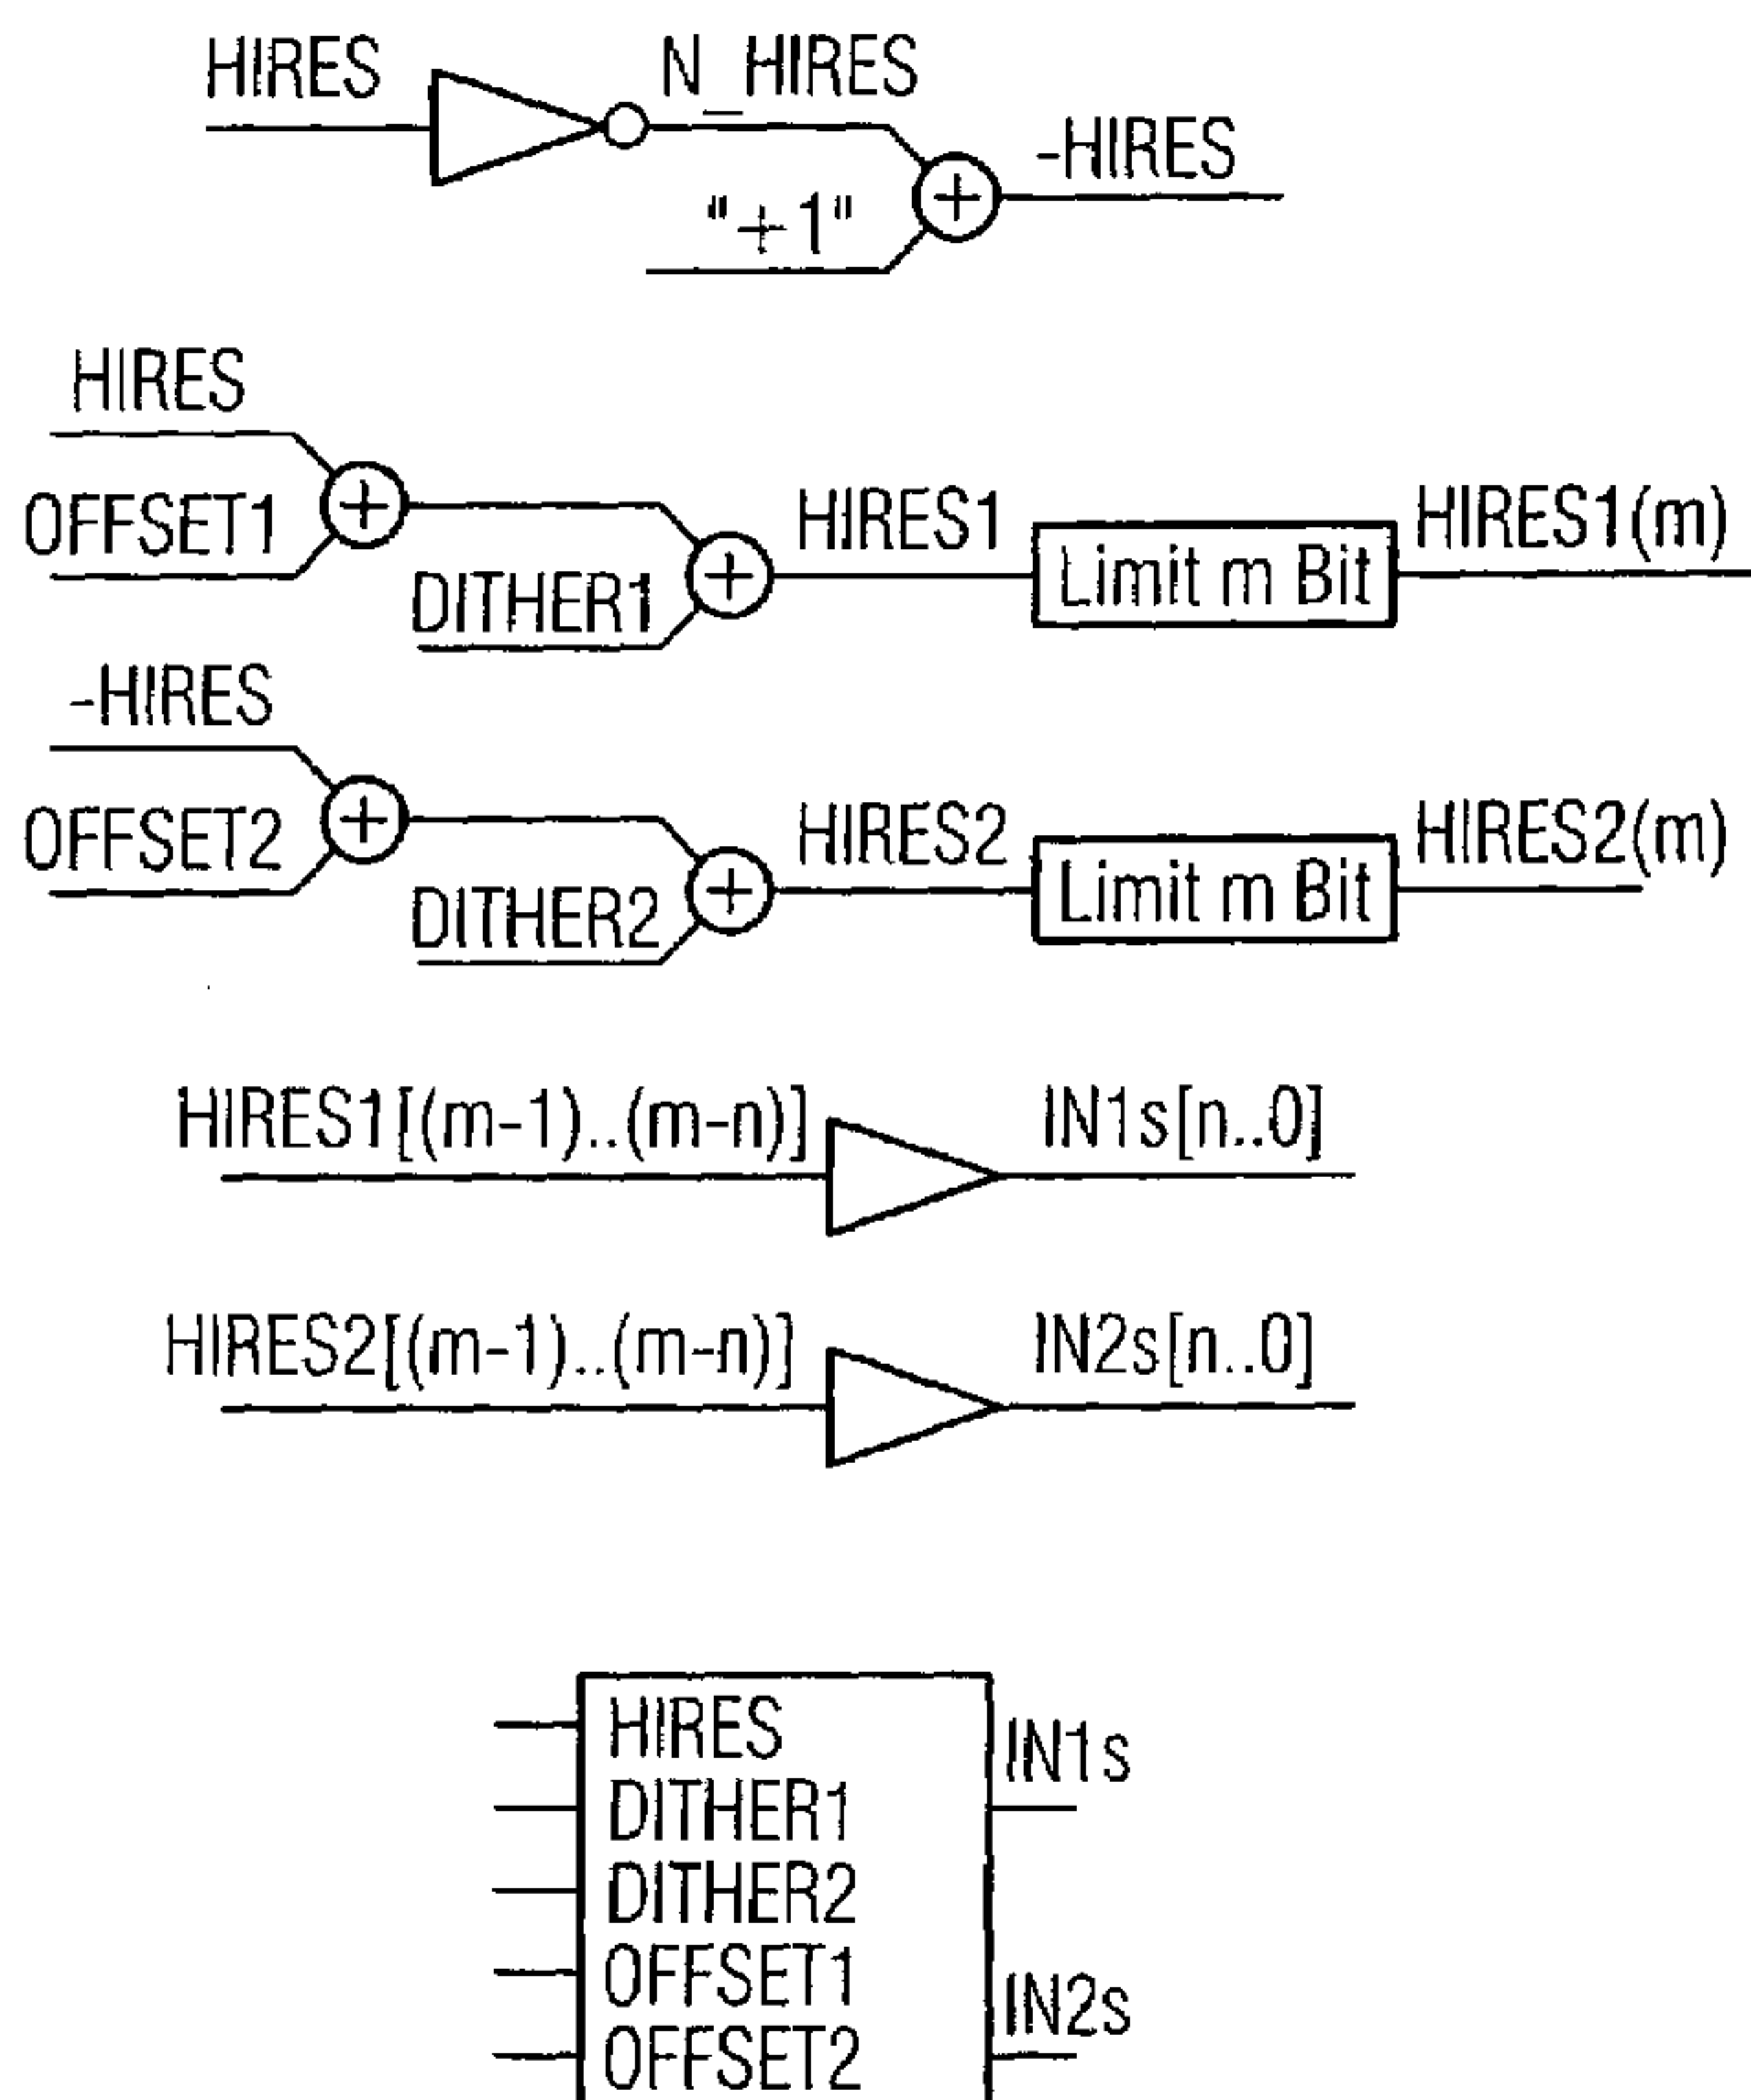 HIRES N_HIRES
-HIRES
"+1"
HIRES
OFFSET1 HIRES1 HIRES1(m)
Limit m Bit
DITHER1
-HIRES
OFFSET2 HIRES2 HIRES2(m)
Limit m Bit
DITHER2
HIRES1[(m-1)..(m-n)] IN1s[n..0]
HIRES2[(m-1)..(m-n)] IN2s[n..0]
HIRES
IN1s
DITHER1
DITHER2
OFFSET1
IN2s
OFFSET2